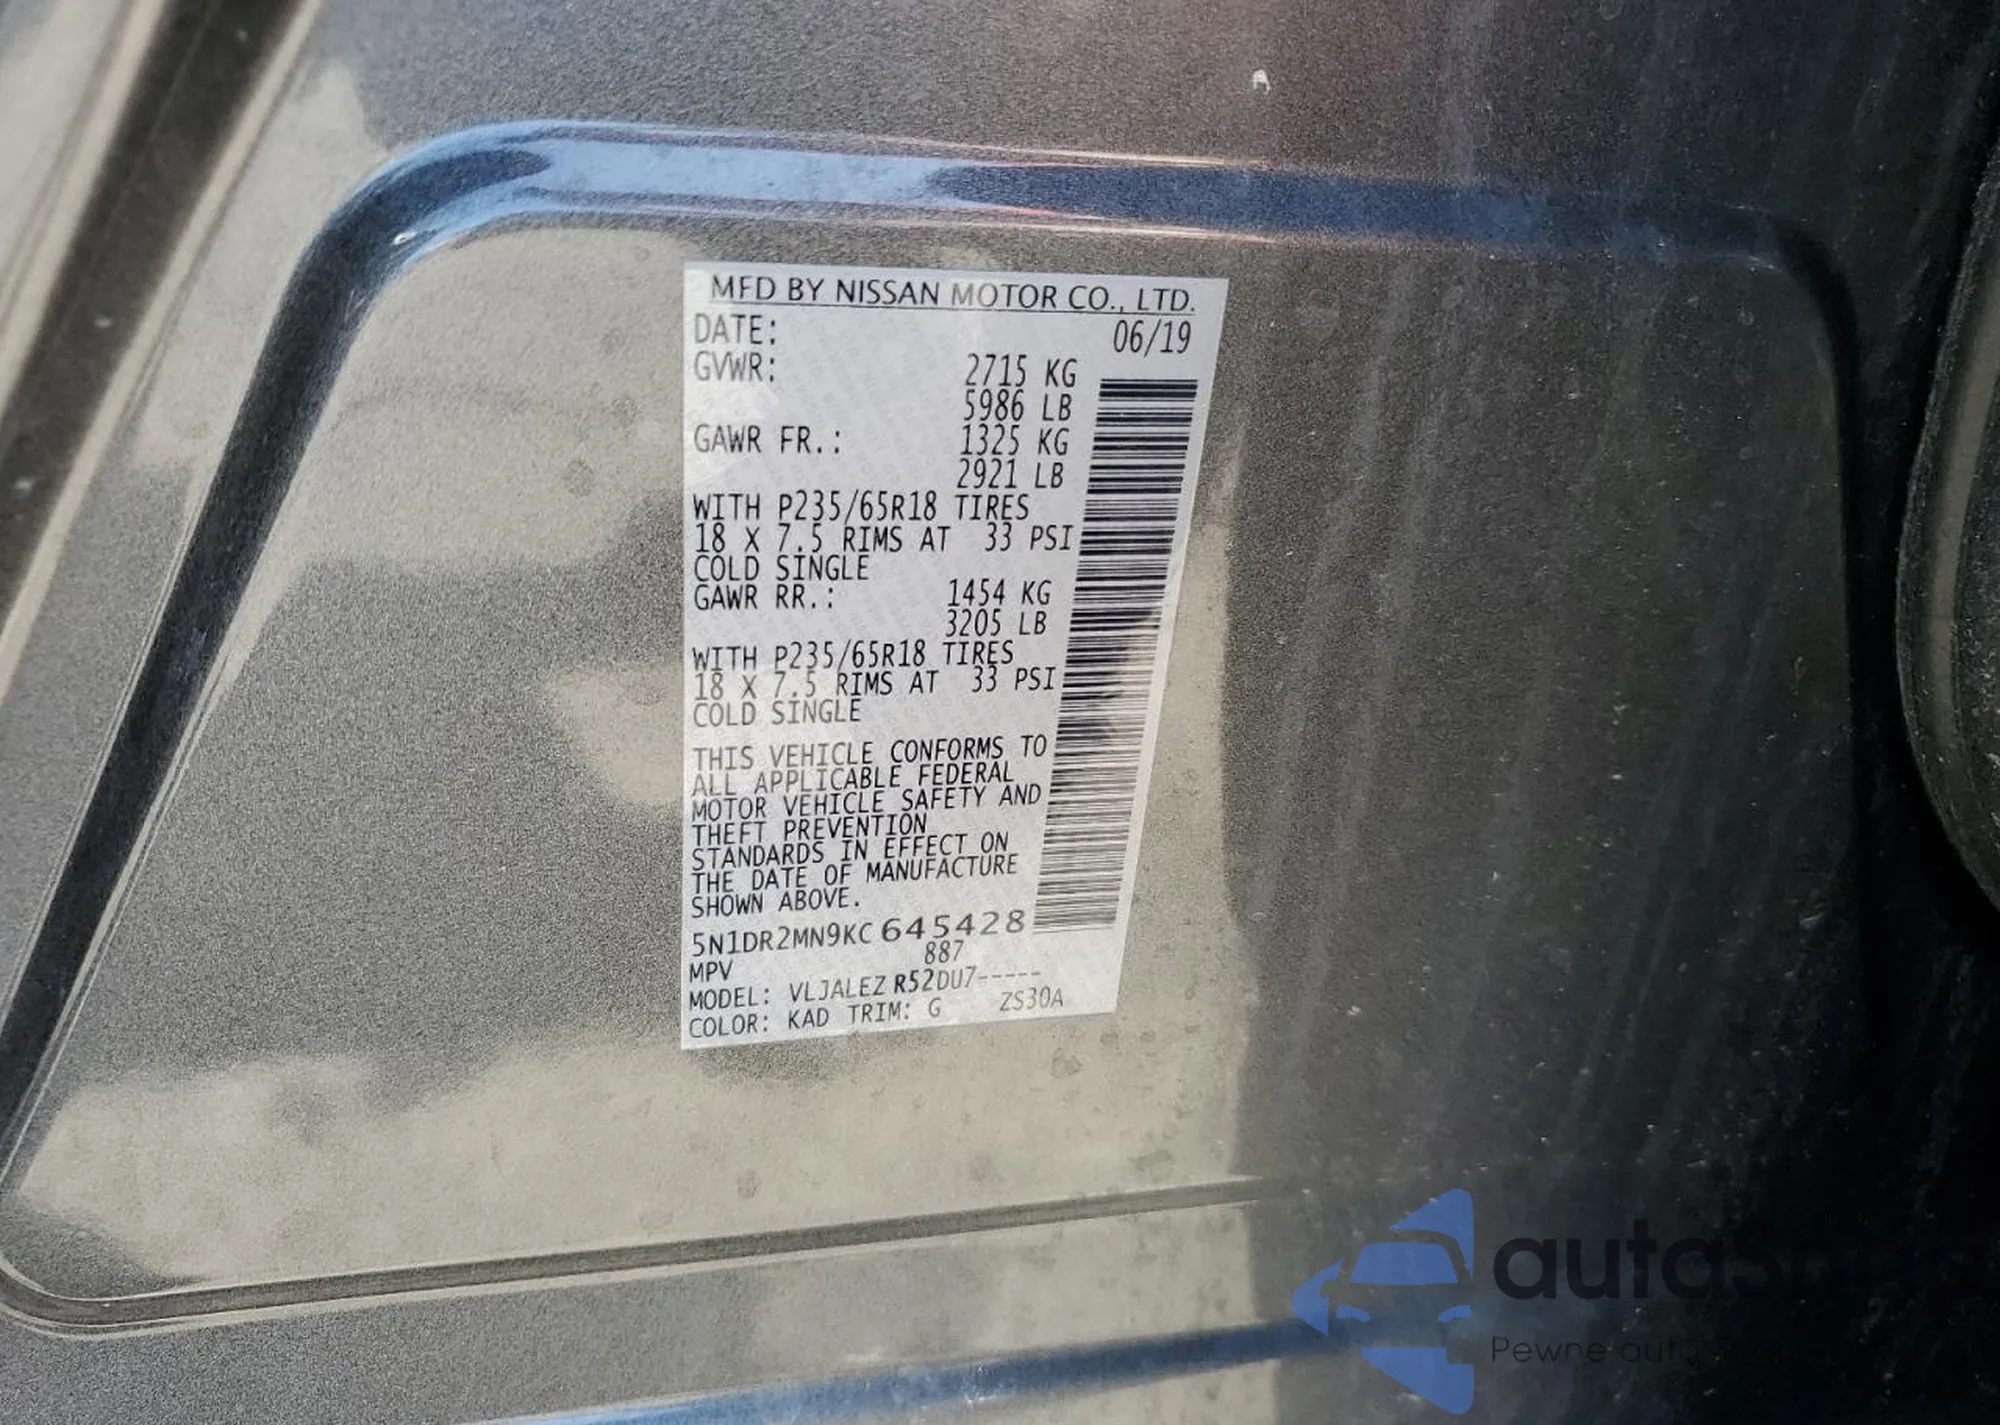 MFD BY NISSAN MOTOR CO., LTD.
DATE: 06/19
GVWR: 2715 KG
5986 LB
GAWR FR.: 1325 KG
2921 LB
WITH P235/65R18 TIRES
18 X 7.5 RIMS AT 33 PSI
COLD SINGLE
GAWR RR.: 1454 KG
3205 LB
WITH P235/65R18 TIRES
18 X 7.5 RIMS AT 33 PSI
COLD SINGLE
THIS VEHICLE CONFORMS TO
ALL APPLICABLE FEDERAL
MOTOR VEHICLE SAFETY AND
THEFT PREVENTION
STANDARDS IN EFFECT ON
THE DATE OF MANUFACTURE
SHOWN ABOVE.
5N1DR2MN9KC645428
MPV 887
MODEL: VLJALEZ R52DU7-----
COLOR: KAD TRIM: G ZS30A
Pewne